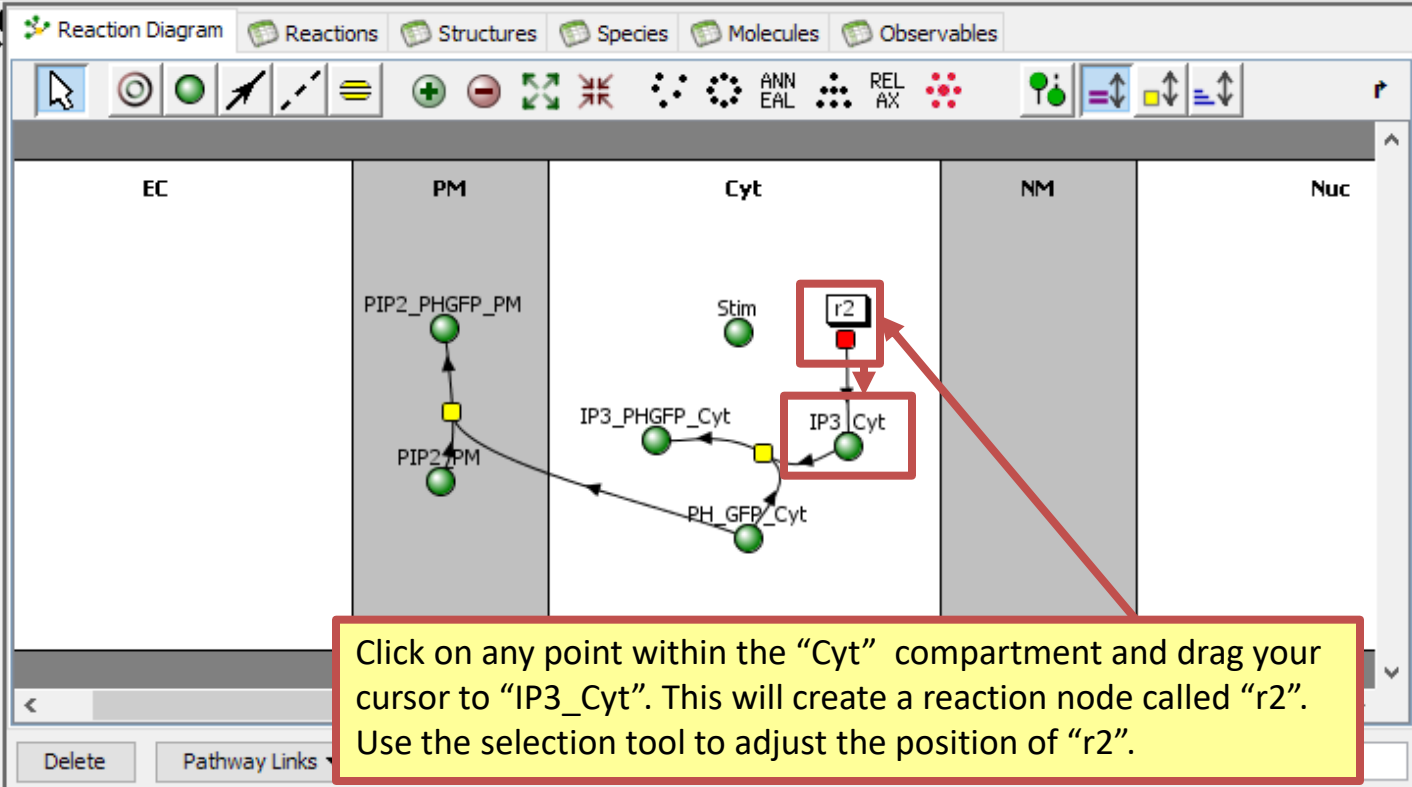 Reaction Diagram Reactions Structures Species Molecules Observables
ANN EAL REL AX
EC PM Cyt NM Nuc
PIP2_PHGFP_PM Stim r2
IP3_PHGFP_Cyt IP3_Cyt
PIP2_PM
PH_GFP_Cyt
Click on any point within the “Cyt” compartment and drag your
cursor to “IP3_Cyt”. This will create a reaction node called “r2”.
Use the selection tool to adjust the position of “r2”.
Delete Pathway Links